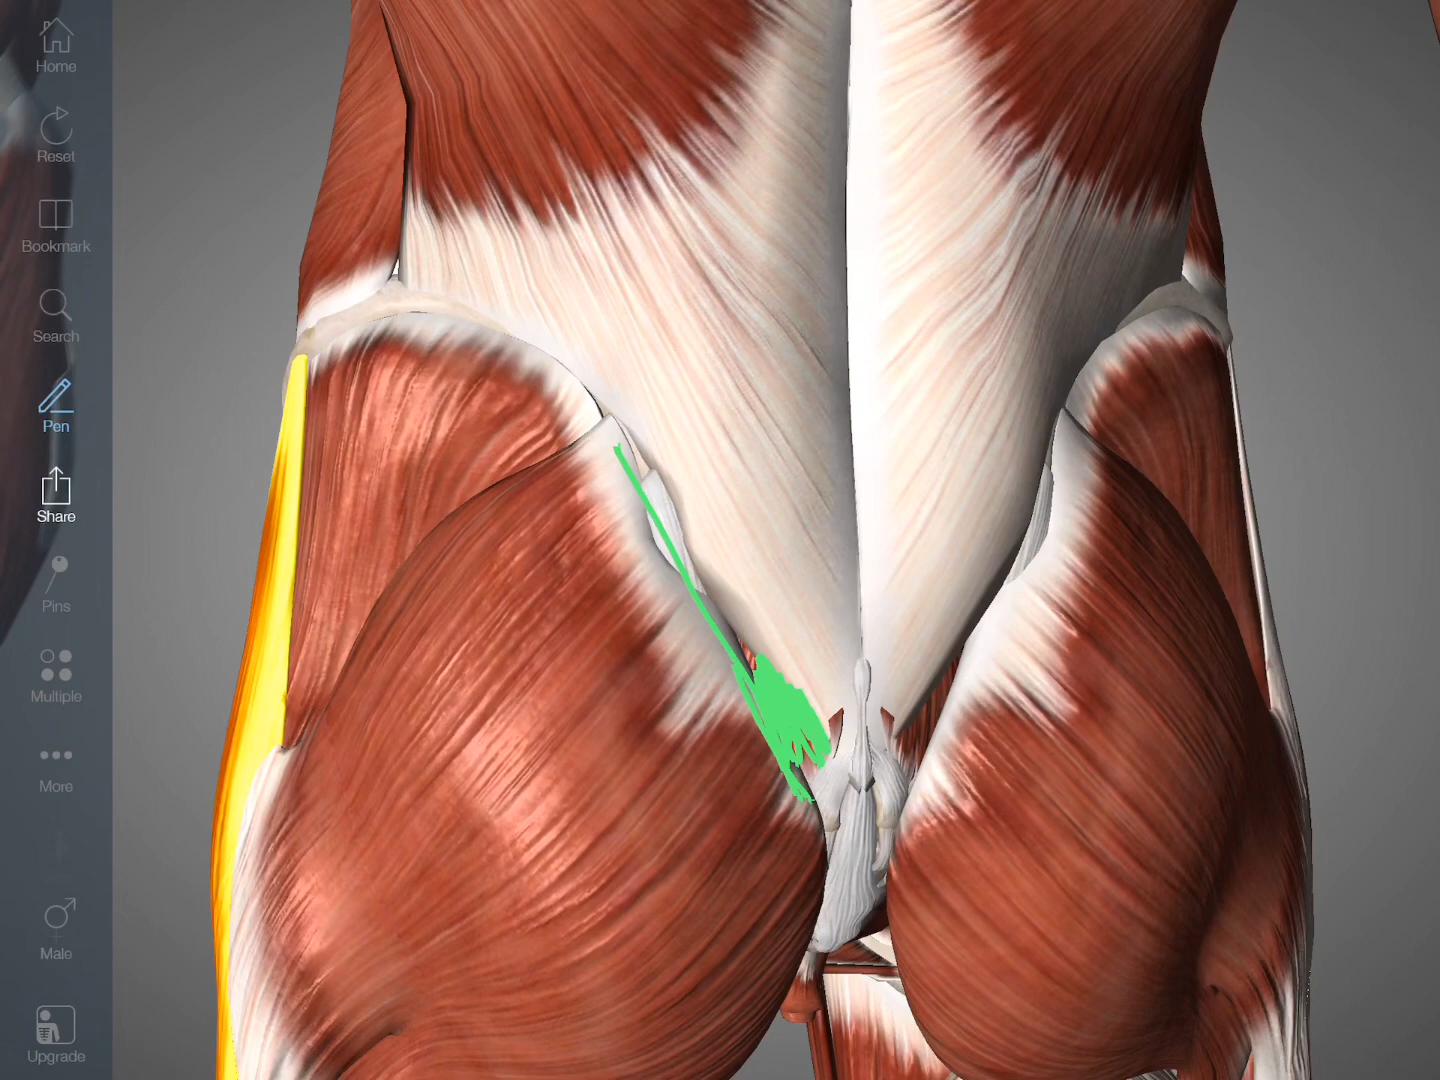 Home
Reset
Bookmark
Search
Pen
Share
Pins
Multiple
More
Male
Upgrade